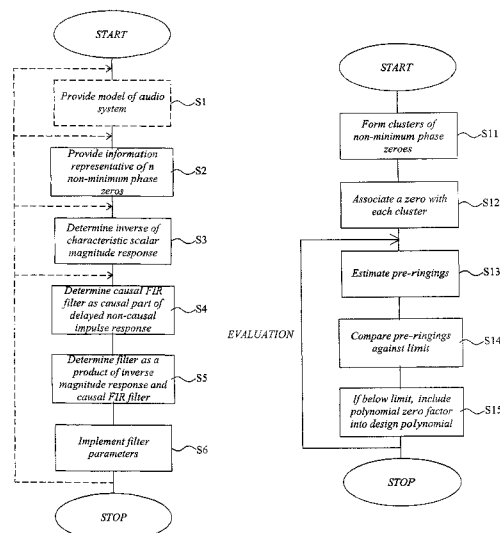 START
Provide model of audio
system
S1
Provide information
representative of n
non-minimum phase
zeros
S2
Determine inverse of
characteristic scalar
magnitude response
S3
Determine causal FIR
filter as causal part of
delayed non-causal
impulse response
S4
Determine filter as a
product of inverse
magnitude response and
causal FIR filter
S5
Implement filter
parameters
S6
STOP
START
Form clusters of
non-minimum phase
zeroes
S11
Associate a zero with
each cluster
S12
Estimate pre-ringings
S13
EVALUATION
Compare pre-ringings
against limit
S14
If below limit, include
polynomial zero factor
into design polynomial
S15
STOP